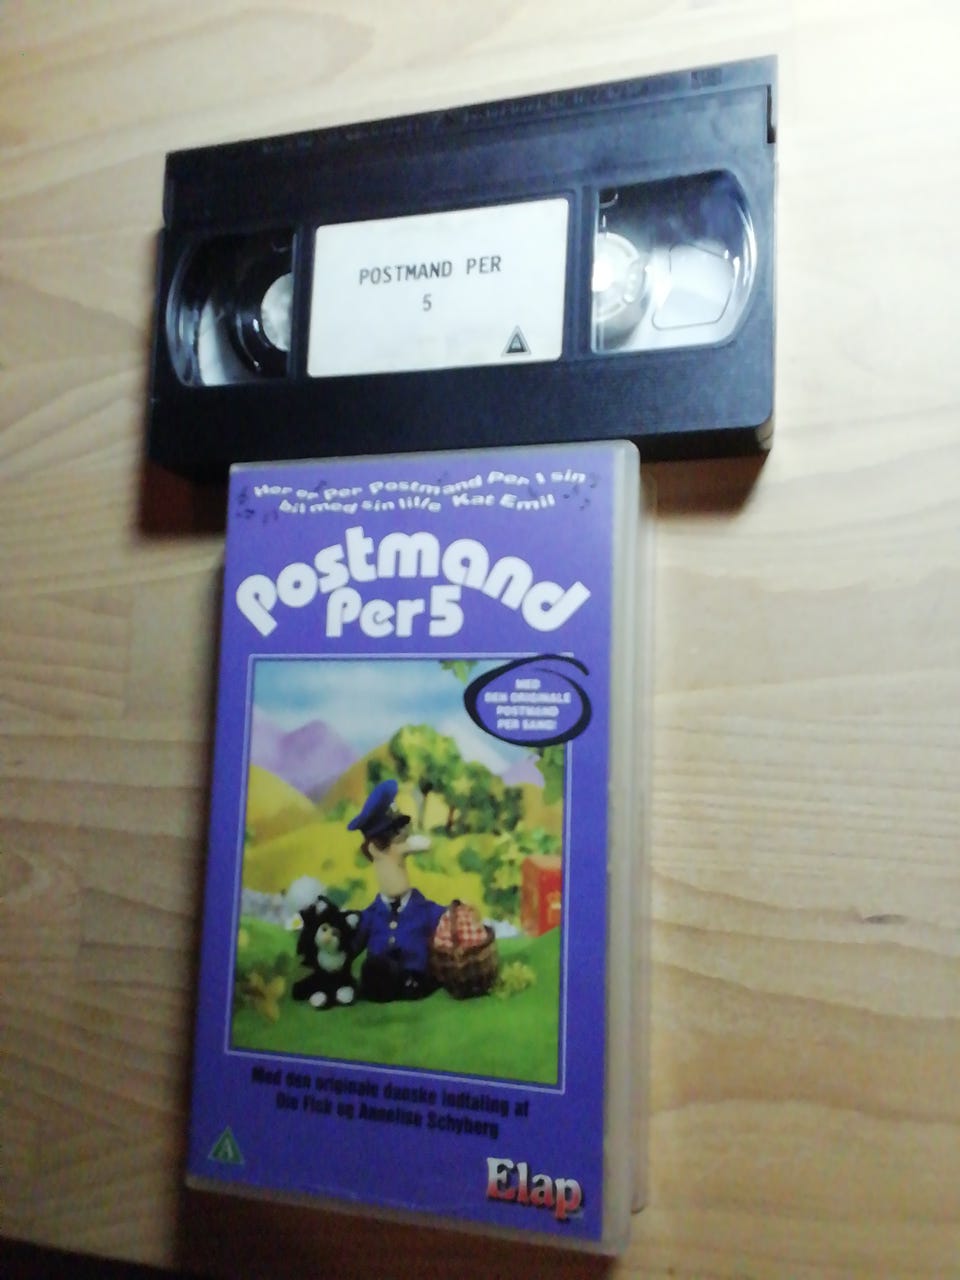 POSTMAND PER
5
A
Her er Per Postmand Per I sin
bil med sin lille Kat Emil
Postmand
Per 5
MED
DEN ORIGINALE
POSTMAND
PER SANG!
Med den originale danske indtaling af
Ole Fick og Annelise Schyberg
A
Elap